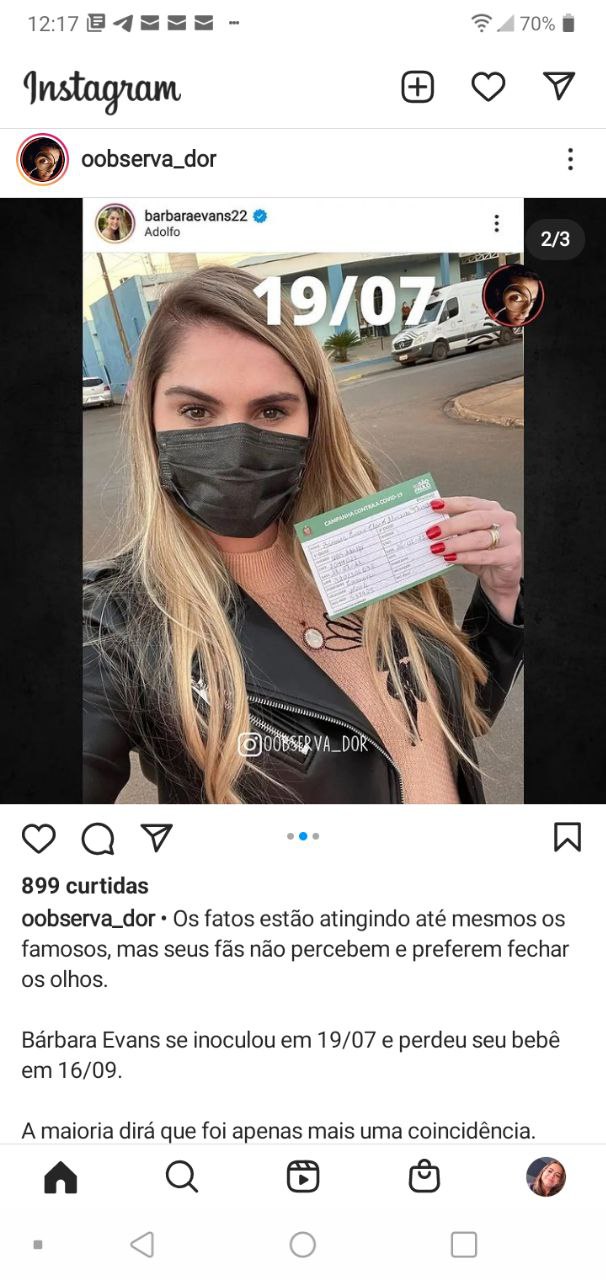 12:17
70%
Instagram
oobserva_dor
barbaraevans22
Adolfo
2/3
19/07
CAMPANHA CONTRA A COVID-19
SÃO PAULO
OOBSERVA_DOR
899 curtidas
oobserva_dor • Os fatos estão atingindo até mesmos os
famosos, mas seus fãs não percebem e preferem fechar
os olhos.
Bárbara Evans se inoculou em 19/07 e perdeu seu bebê
em 16/09.
A maioria dirá que foi apenas mais uma coincidência.